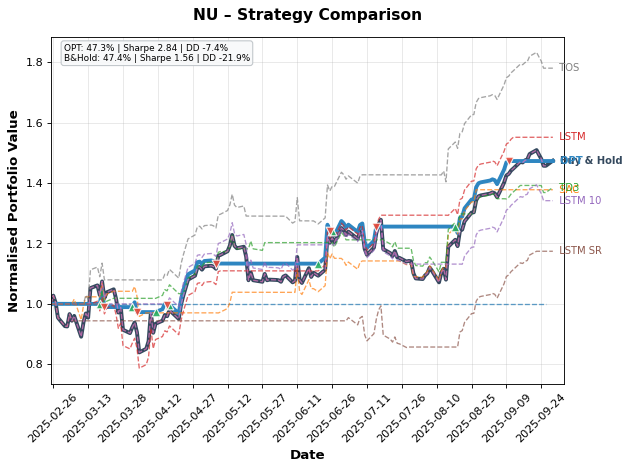 NU – Strategy Comparison
OPT: 47.3% | Sharpe 2.84 | DD -7.4%
B&Hold: 47.4% | Sharpe 1.56 | DD -21.9%
Normalised Portfolio Value
1.8
1.6
1.4
1.2
1.0
0.8
TOS
LSTM
Buy & Hold
LSTM 10
LSTM SR
2025-02-26
2025-03-13
2025-03-28
2025-04-12
2025-04-27
2025-05-12
2025-05-27
2025-06-11
2025-06-26
2025-07-11
2025-07-26
2025-08-10
2025-08-25
2025-09-09
2025-09-24
Date